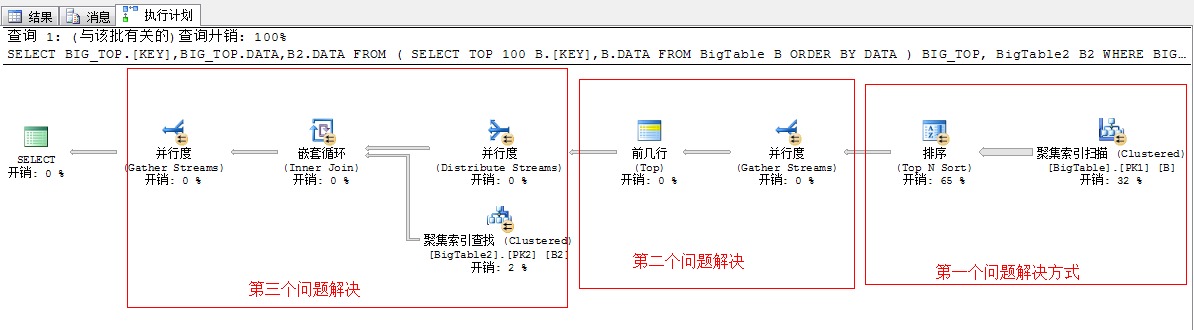 结果 消息 执行计划
查询 1: (与该批有关的)查询开销: 100%
SELECT BIG_TOP.[KEY],BIG_TOP.DATA,B2.DATA FROM ( SELECT TOP 100 B.[KEY],B.DATA FROM BigTable B ORDER BY DATA ) BIG_TOP, BigTable2 B2 WHERE BIG…
SELECT
开销: 0 %
并行度
(Gather Streams)
开销: 0 %
嵌套循环
(Inner Join)
开销: 0 %
并行度
(Distribute Streams)
开销: 0 %
聚集索引查找 (Clustered)
[BigTable2].[PK2] [B2]
开销: 2 %
第三个问题解决
前几行
(Top)
开销: 0 %
并行度
(Gather Streams)
开销: 0 %
第二个问题解决
排序
(Top N Sort)
开销: 65 %
聚集索引扫描 (Clustered)
[BigTable].[PK1] [B]
开销: 32 %
第一个问题解决方式